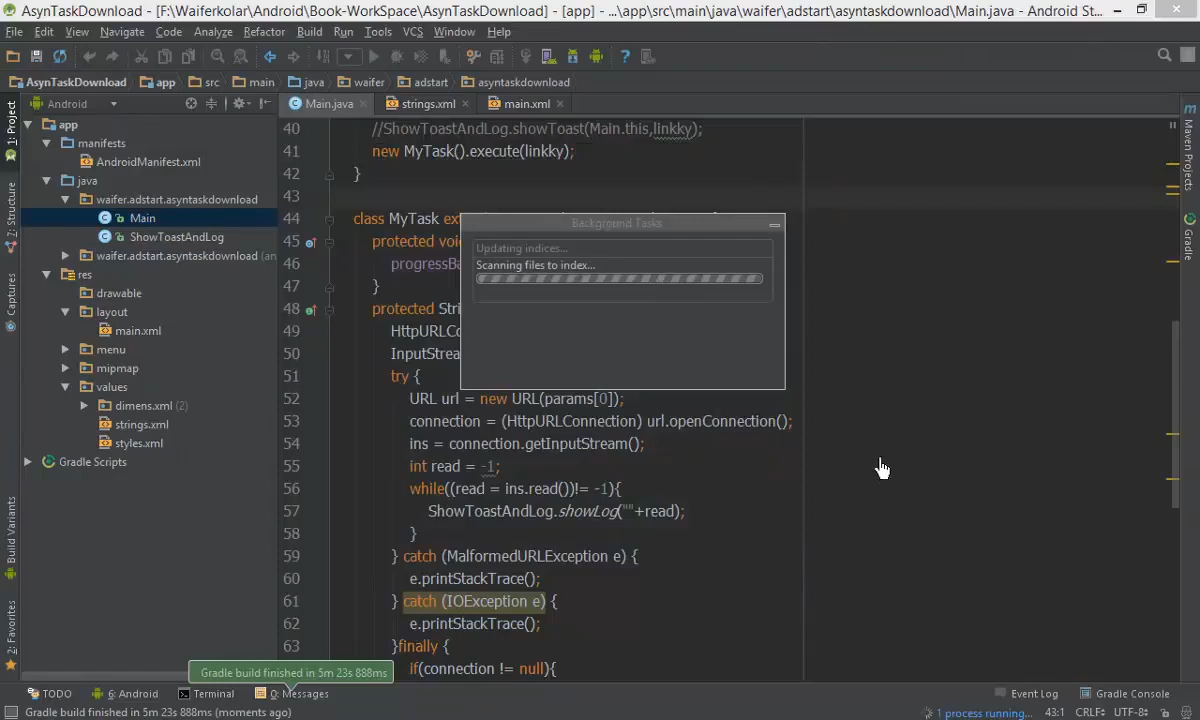 AsynTaskDownload - [F:\Waiferkolar\Android\Book-WorkSpace\AsynTaskDownload] - [app] - ...\app\src\main\java\waifer\adstart\asyntaskdownload\Main.java - Android St...
File Edit View Navigate Code Analyze Refactor Build Run Tools VCS Window Help
AsynTaskDownload app src main java waifer adstart asyntaskdownload
Android
Main.java strings.xml main.xml
1: Project
7: Structure
Captures
Build Variants
2: Favorites
app
manifests
AndroidManifest.xml
java
waifer.adstart.asyntaskdownload
Main
ShowToastAndLog
waifer.adstart.asyntaskdownload (an
res
drawable
layout
main.xml
menu
mipmap
values
dimens.xml (2)
strings.xml
styles.xml
Gradle Scripts
40 //ShowToastAndLog.showToast(Main.this,linkky);
41 new MyTask().execute(linkky);
42 }
43
44 class MyTask ex
45 protected voi
46 progressBa
47 }
48 protected Stri
49 HttpURLCo
50 InputStrea
51 try {
52 URL url = new URL(params[0]);
53 connection = (HttpURLConnection) url.openConnection();
54 ins = connection.getInputStream();
55 int read = -1;
56 while((read = ins.read())!= -1){
57 ShowToastAndLog.showLog(""+read);
58 }
59 } catch (MalformedURLException e) {
60 e.printStackTrace();
61 } catch (IOException e) {
62 e.printStackTrace();
63 }finally {
if(connection != null){
Background Tasks
Updating indices...
Scanning files to index...
Maven Projects
Gradle
Gradle build finished in 5m 23s 888ms
TODO 6: Android Terminal 0: Messages Event Log Gradle Console
Gradle build finished in 5m 23s 888ms (moments ago) 1 process running... 43:1 CRLF÷ UTF-8÷